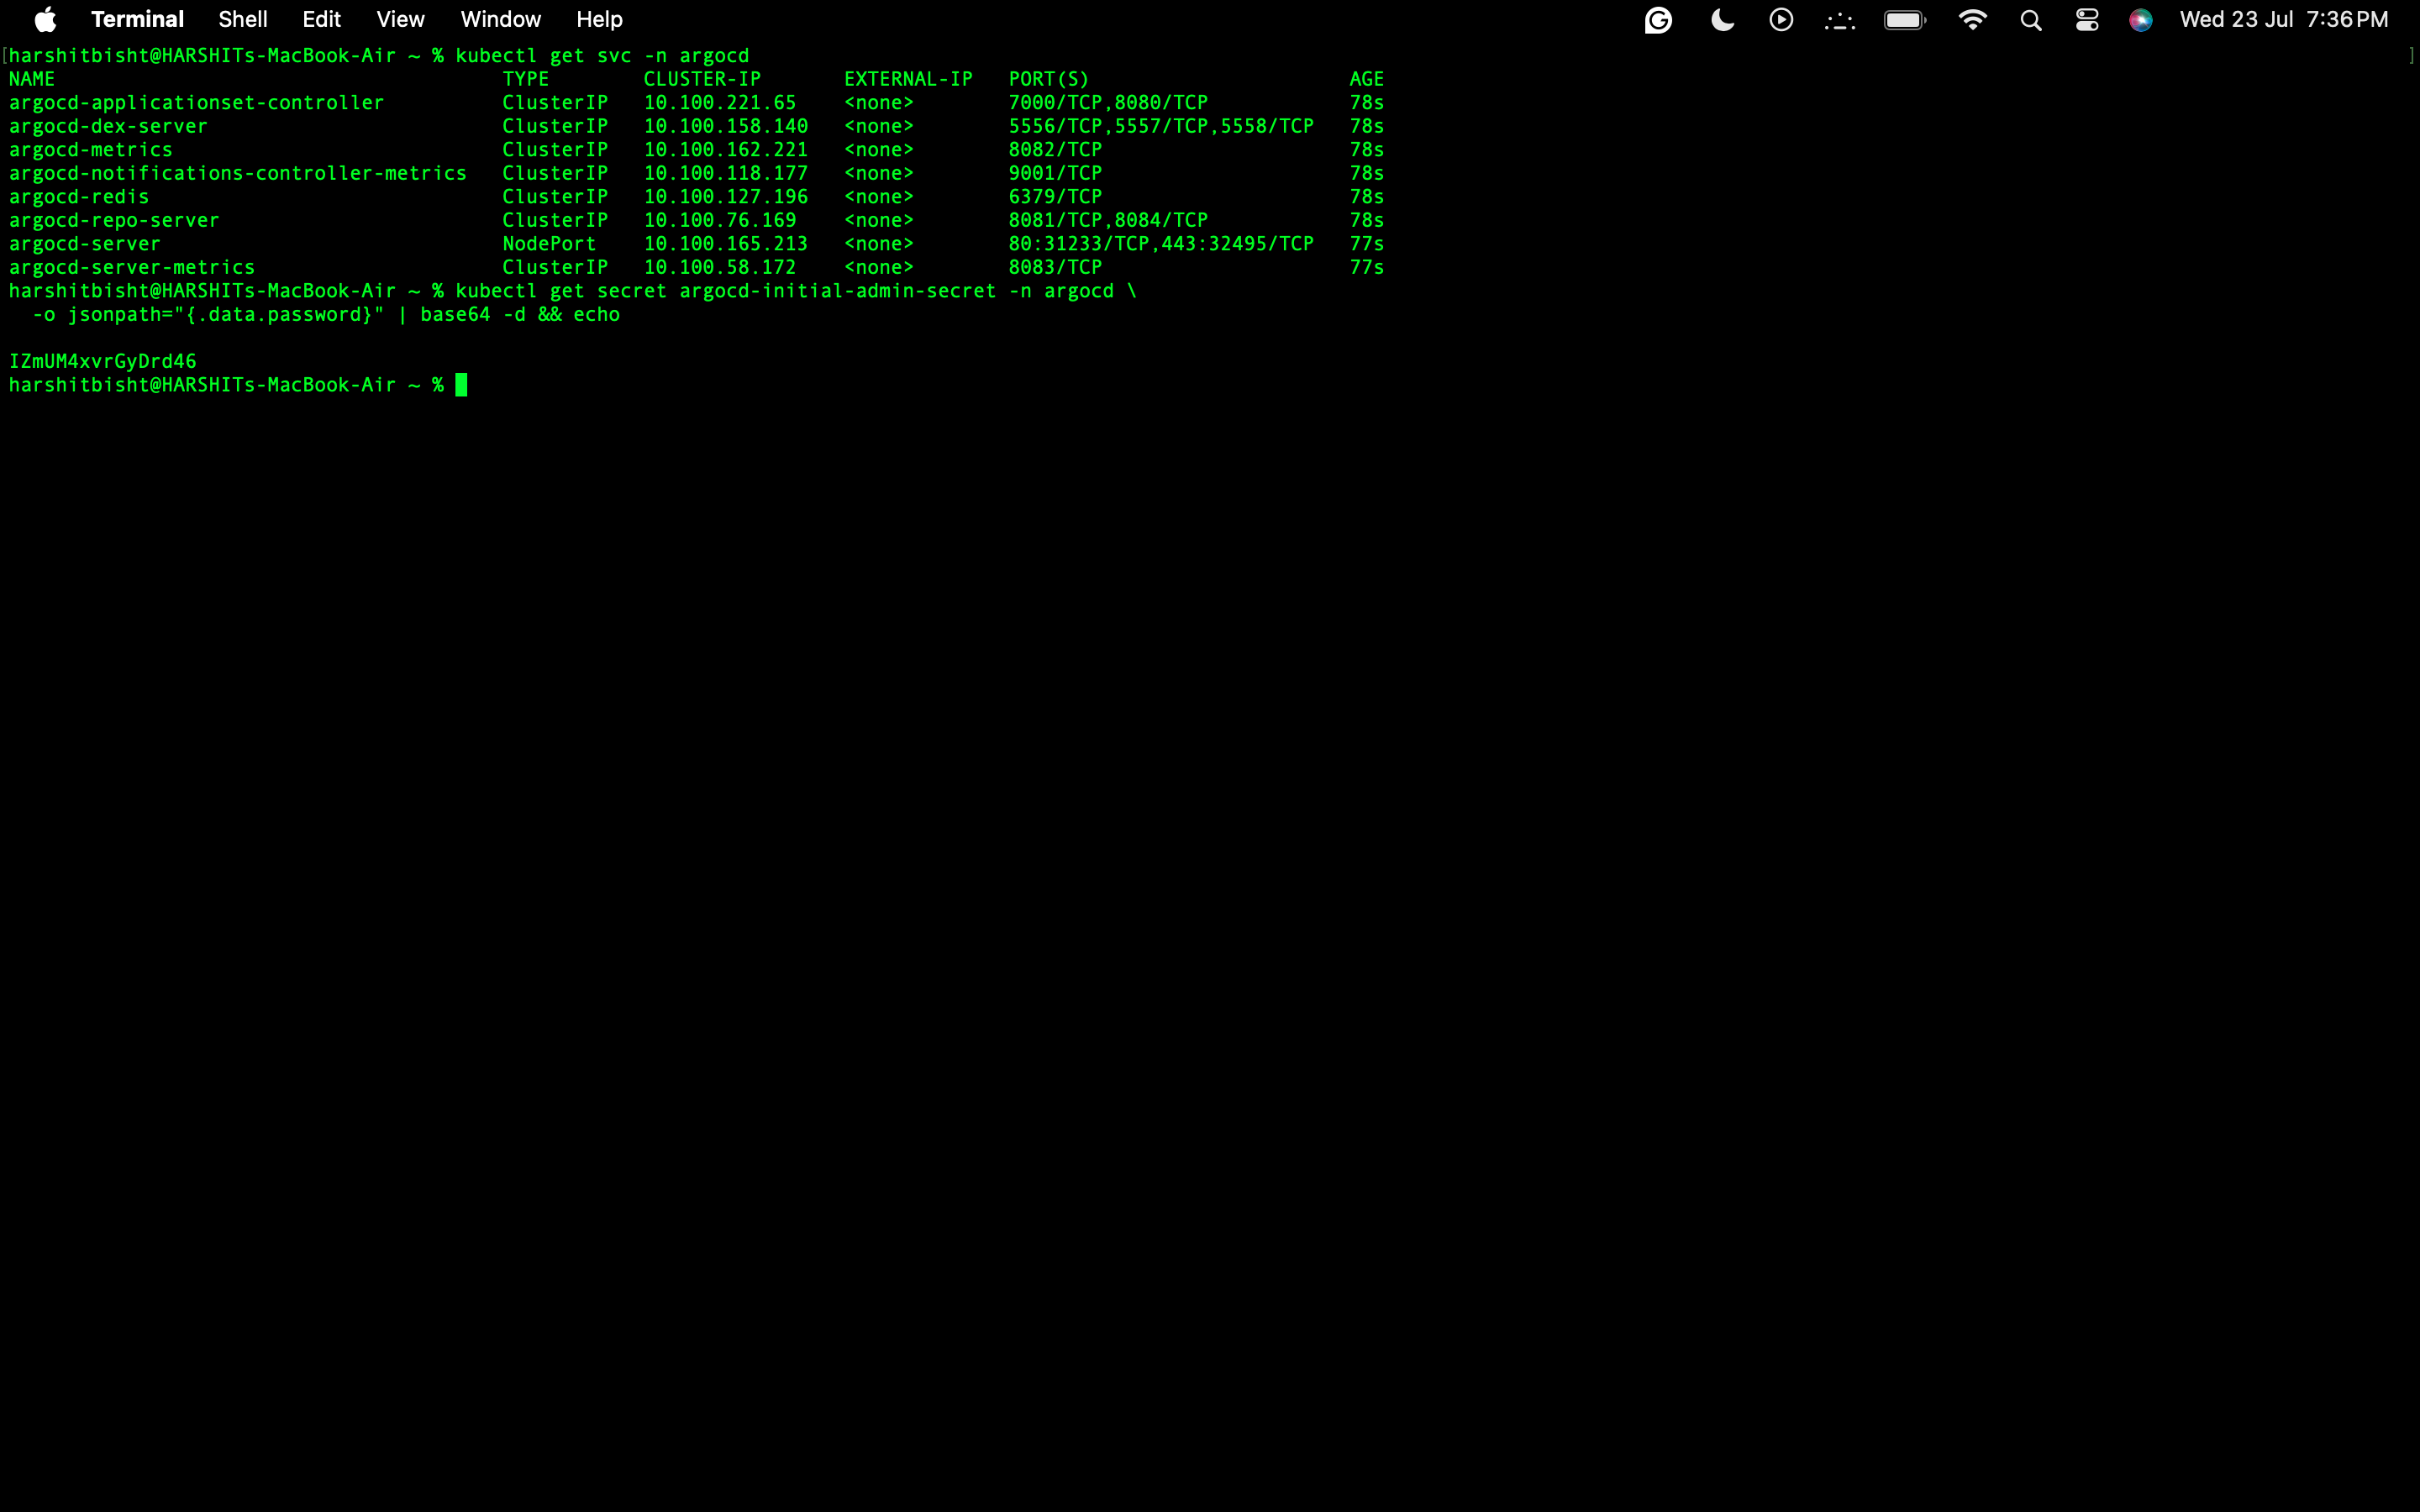 Terminal Shell Edit View Window Help Wed 23 Jul 7:36 PM
[harshitbisht@HARSHITs-MacBook-Air ~ % kubectl get svc -n argocd ]
NAME TYPE CLUSTER-IP EXTERNAL-IP PORT(S) AGE
argocd-applicationset-controller ClusterIP 10.100.221.65 <none> 7000/TCP,8080/TCP 78s
argocd-dex-server ClusterIP 10.100.158.140 <none> 5556/TCP,5557/TCP,5558/TCP 78s
argocd-metrics ClusterIP 10.100.162.221 <none> 8082/TCP 78s
argocd-notifications-controller-metrics ClusterIP 10.100.118.177 <none> 9001/TCP 78s
argocd-redis ClusterIP 10.100.127.196 <none> 6379/TCP 78s
argocd-repo-server ClusterIP 10.100.76.169 <none> 8081/TCP,8084/TCP 78s
argocd-server NodePort 10.100.165.213 <none> 80:31233/TCP,443:32495/TCP 77s
argocd-server-metrics ClusterIP 10.100.58.172 <none> 8083/TCP 77s
harshitbisht@HARSHITs-MacBook-Air ~ % kubectl get secret argocd-initial-admin-secret -n argocd \
-o jsonpath="{.data.password}" | base64 -d && echo
IZmUM4xvrGyDrd46
harshitbisht@HARSHITs-MacBook-Air ~ %